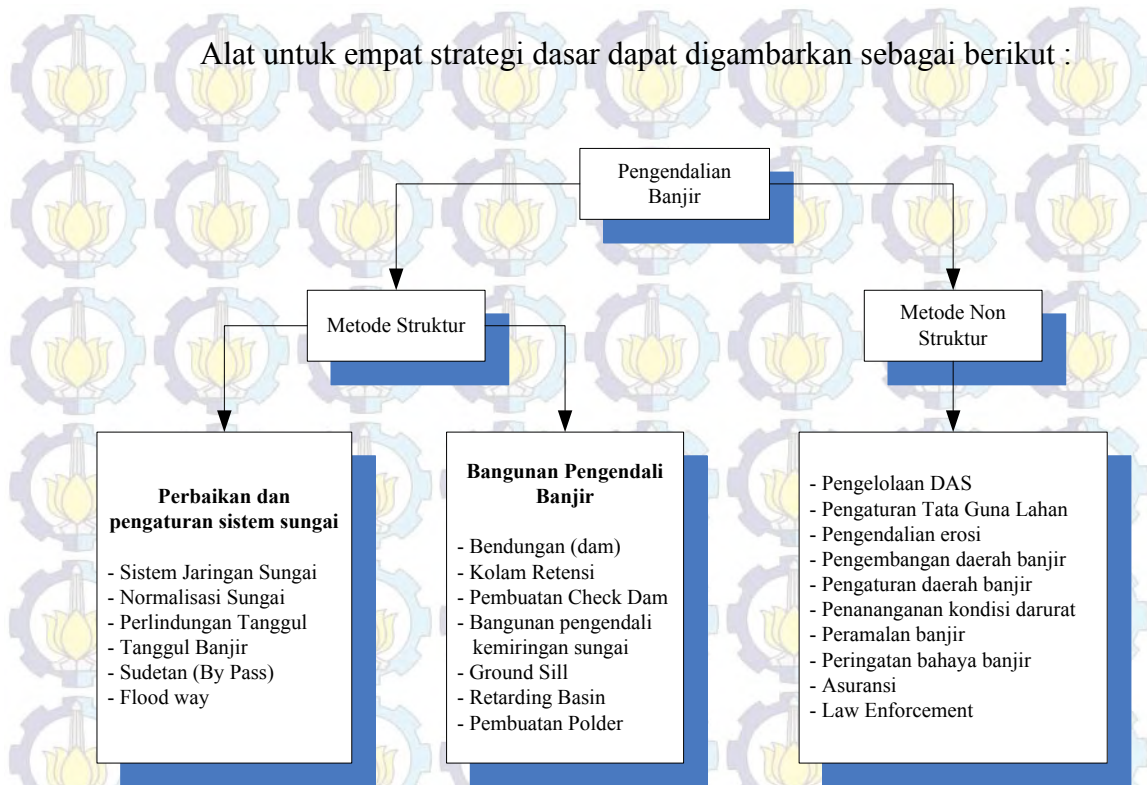 Alat untuk empat strategi dasar dapat digambarkan sebagai berikut :
Pengendalian
Banjir
Metode Struktur
Metode Non
Struktur
Perbaikan dan
pengaturan sistem sungai
- Sistem Jaringan Sungai
- Normalisasi Sungai
- Perlindungan Tanggul
- Tanggul Banjir
- Sudetan (By Pass)
- Flood way
Bangunan Pengendali
Banjir
- Bendungan (dam)
- Kolam Retensi
- Pembuatan Check Dam
- Bangunan pengendali
kemiringan sungai
- Ground Sill
- Retarding Basin
- Pembuatan Polder
- Pengelolaan DAS
- Pengaturan Tata Guna Lahan
- Pengendalian erosi
- Pengembangan daerah banjir
- Pengaturan daerah banjir
- Penananganan kondisi darurat
- Peramalan banjir
- Peringatan bahaya banjir
- Asuransi
- Law Enforcement